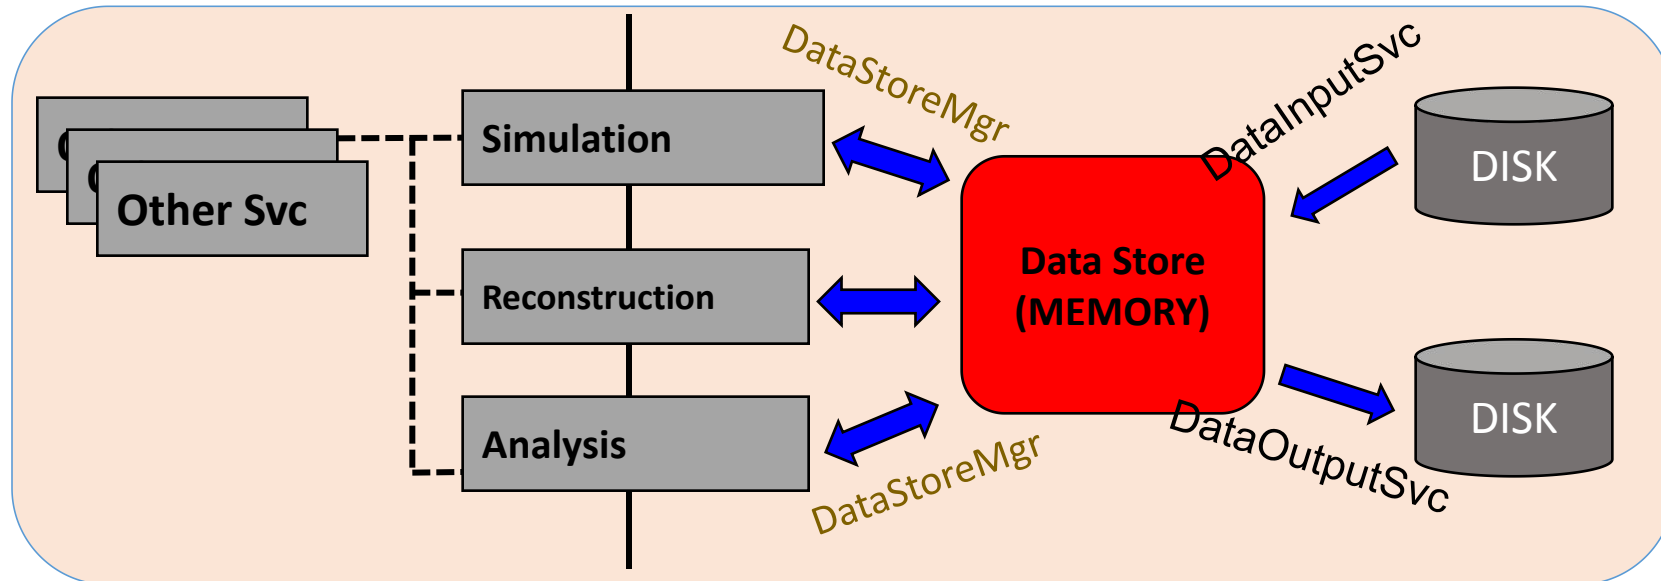 DataStoreMgr
DataInputSvc
Simulation
DISK
Other Svc
Data Store
(MEMORY)
Reconstruction
Analysis
DISK
DataStoreMgr
DataOutputSvc